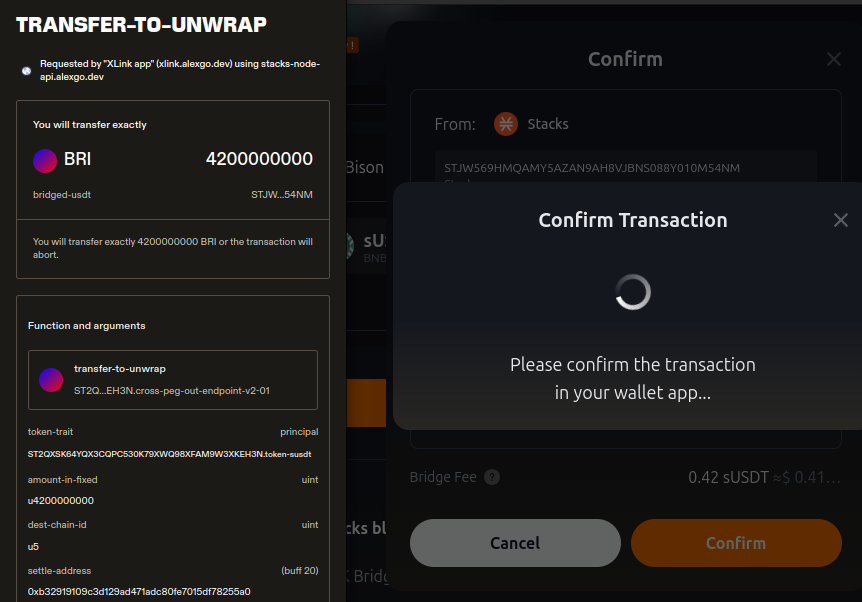 TRANSFER-TO-UNWRAP
Requested by "XLink app" (xlink.alexgo.dev) using stacks-node-
api.alexgo.dev
You will transfer exactly
BRI 4200000000
bridged-usdt STJW...54NM
You will transfer exactly 4200000000 BRI or the transaction will
abort.
Function and arguments
transfer-to-unwrap
ST2Q...EH3N.cross-peg-out-endpoint-v2-01
token-trait principal
ST2QXSK64YQX3CQPC530K79XWQ98XFAM9W3XKEH3N.token-susdt
amount-in-fixed uint
u4200000000
dest-chain-id uint
u5
settle-address (buff 20)
0xb32919109c3d129ad471adc80fe7015df78255a0
Bison
sU
BNB
cks bl
Bridg
Confirm
From: Stacks
STJW569HMQAMY5AZAN9AH8VJBNS088Y010M54NM
Confirm Transaction
Please confirm the transaction
in your wallet app...
Bridge Fee ? 0.42 sUSDT ≈$ 0.41...
Cancel Confirm